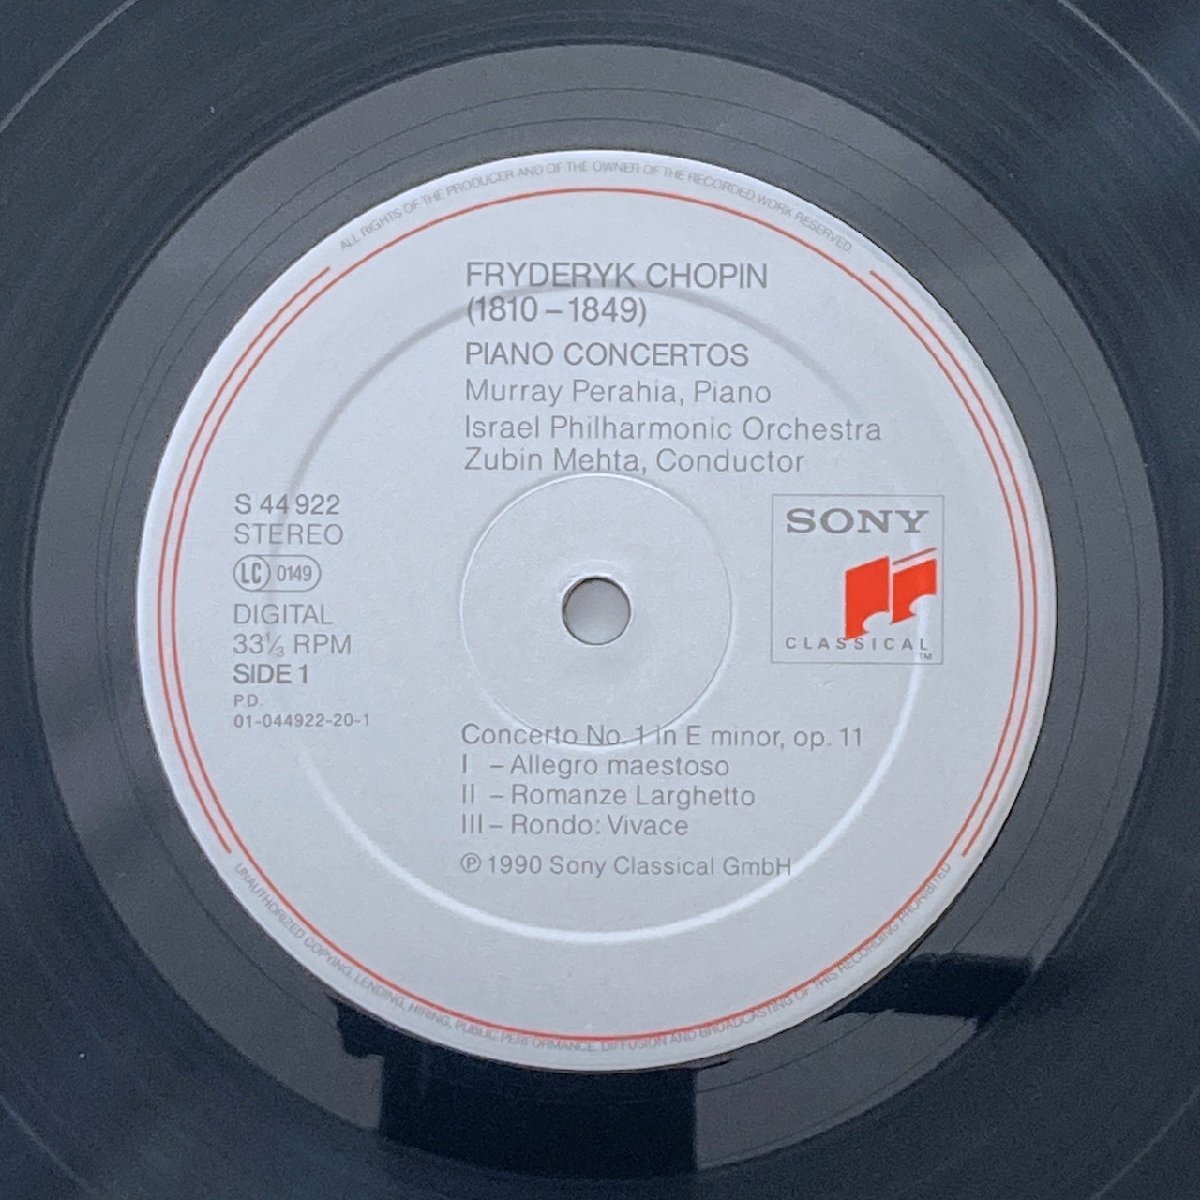 ALL RIGHTS OF THE PRODUCER AND OF THE OWNER OF THE RECORDED WORK RESERVED.
FRYDERYK CHOPIN
(1810 – 1849)
PIANO CONCERTOS
Murray Perahia, Piano
Israel Philharmonic Orchestra
Zubin Mehta, Conductor
S 44 922
STEREO
LC 0149
DIGITAL
33⅓ RPM
SIDE 1
P.D.
01-044922-20-1
SONY
CLASSICAL
TM
Concerto No. 1 in E minor, op. 11
I – Allegro maestoso
II – Romanze Larghetto
III – Rondo: Vivace
℗ 1990 Sony Classical GmbH
UNAUTHORIZED COPYING, LENDING, HIRING, PUBLIC PERFORMANCE, DIFFUSION AND BROADCASTING OF THIS RECORDING PROHIBITED